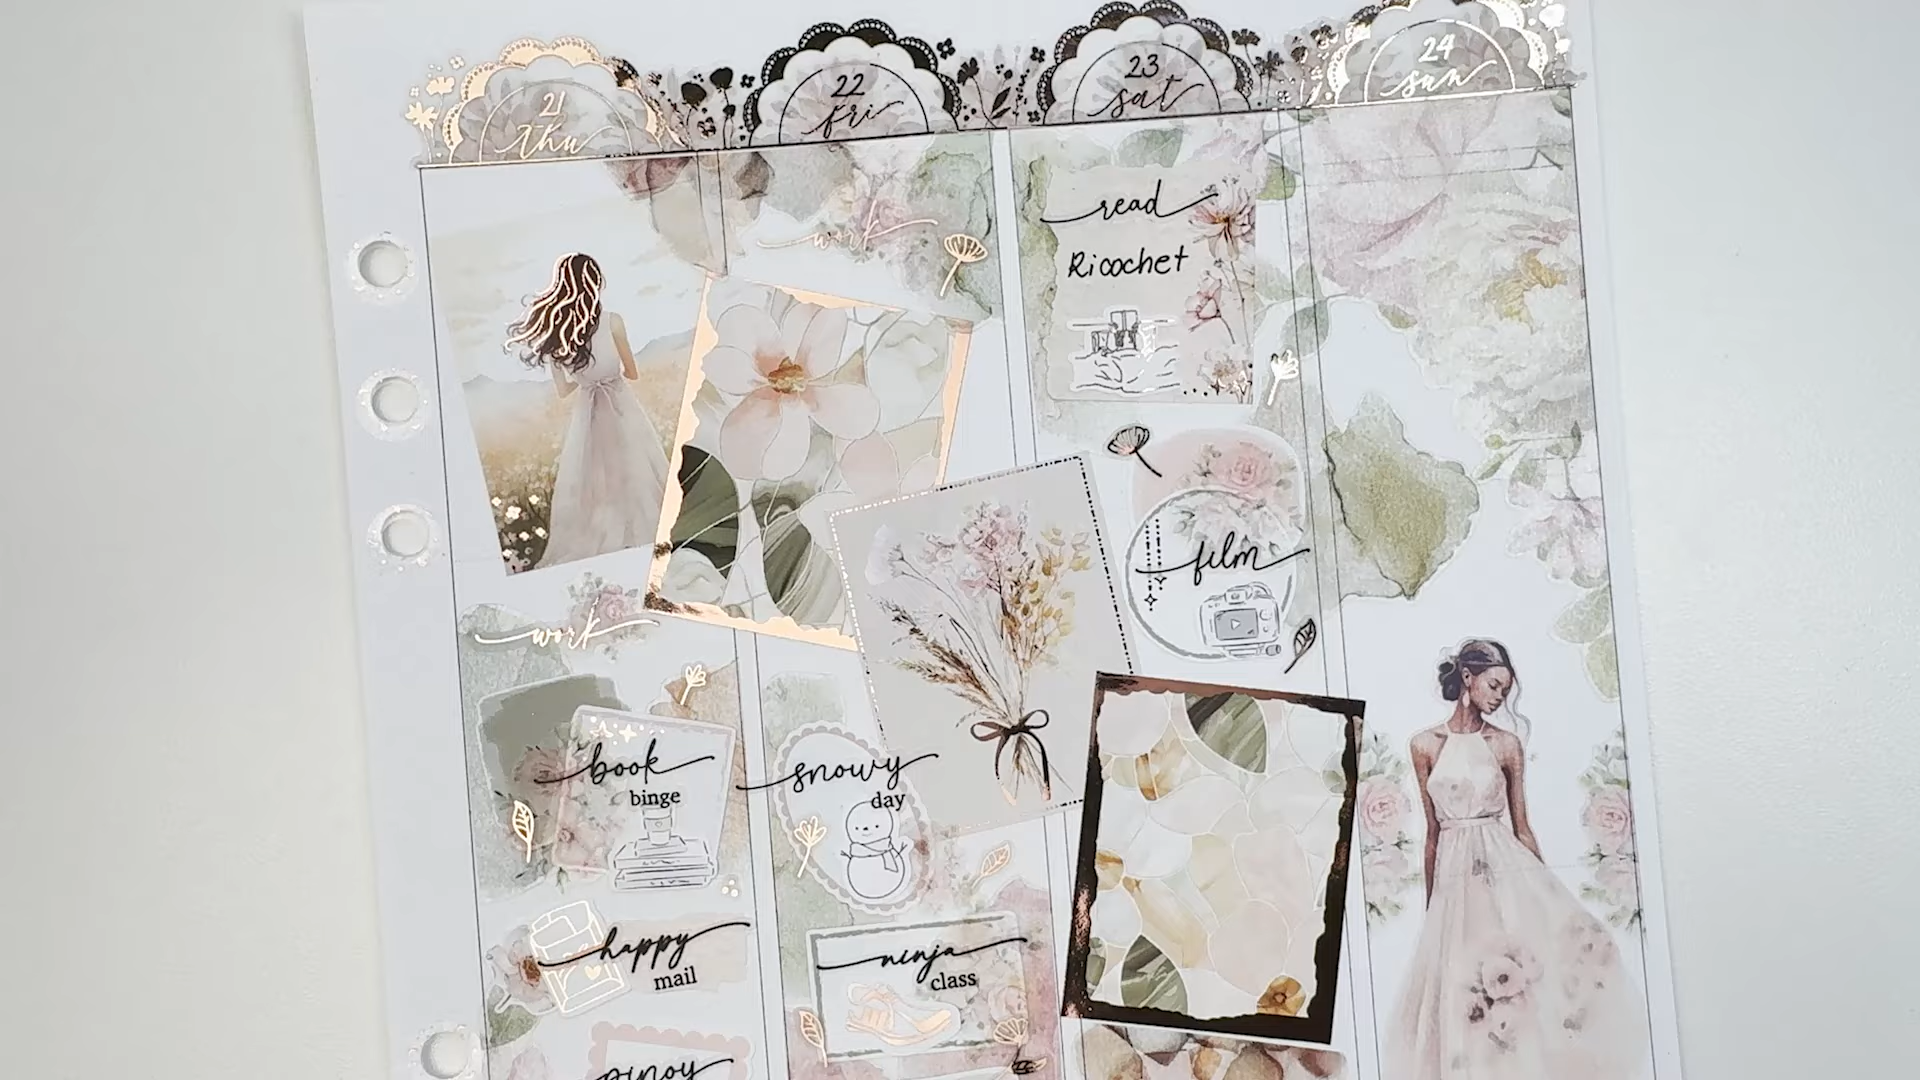 21
thu
22
fri
23
sat
24
sun
work
read
Ricochet
film
work
book
binge
snowy
day
happy
mail
ninja
class
pinoy